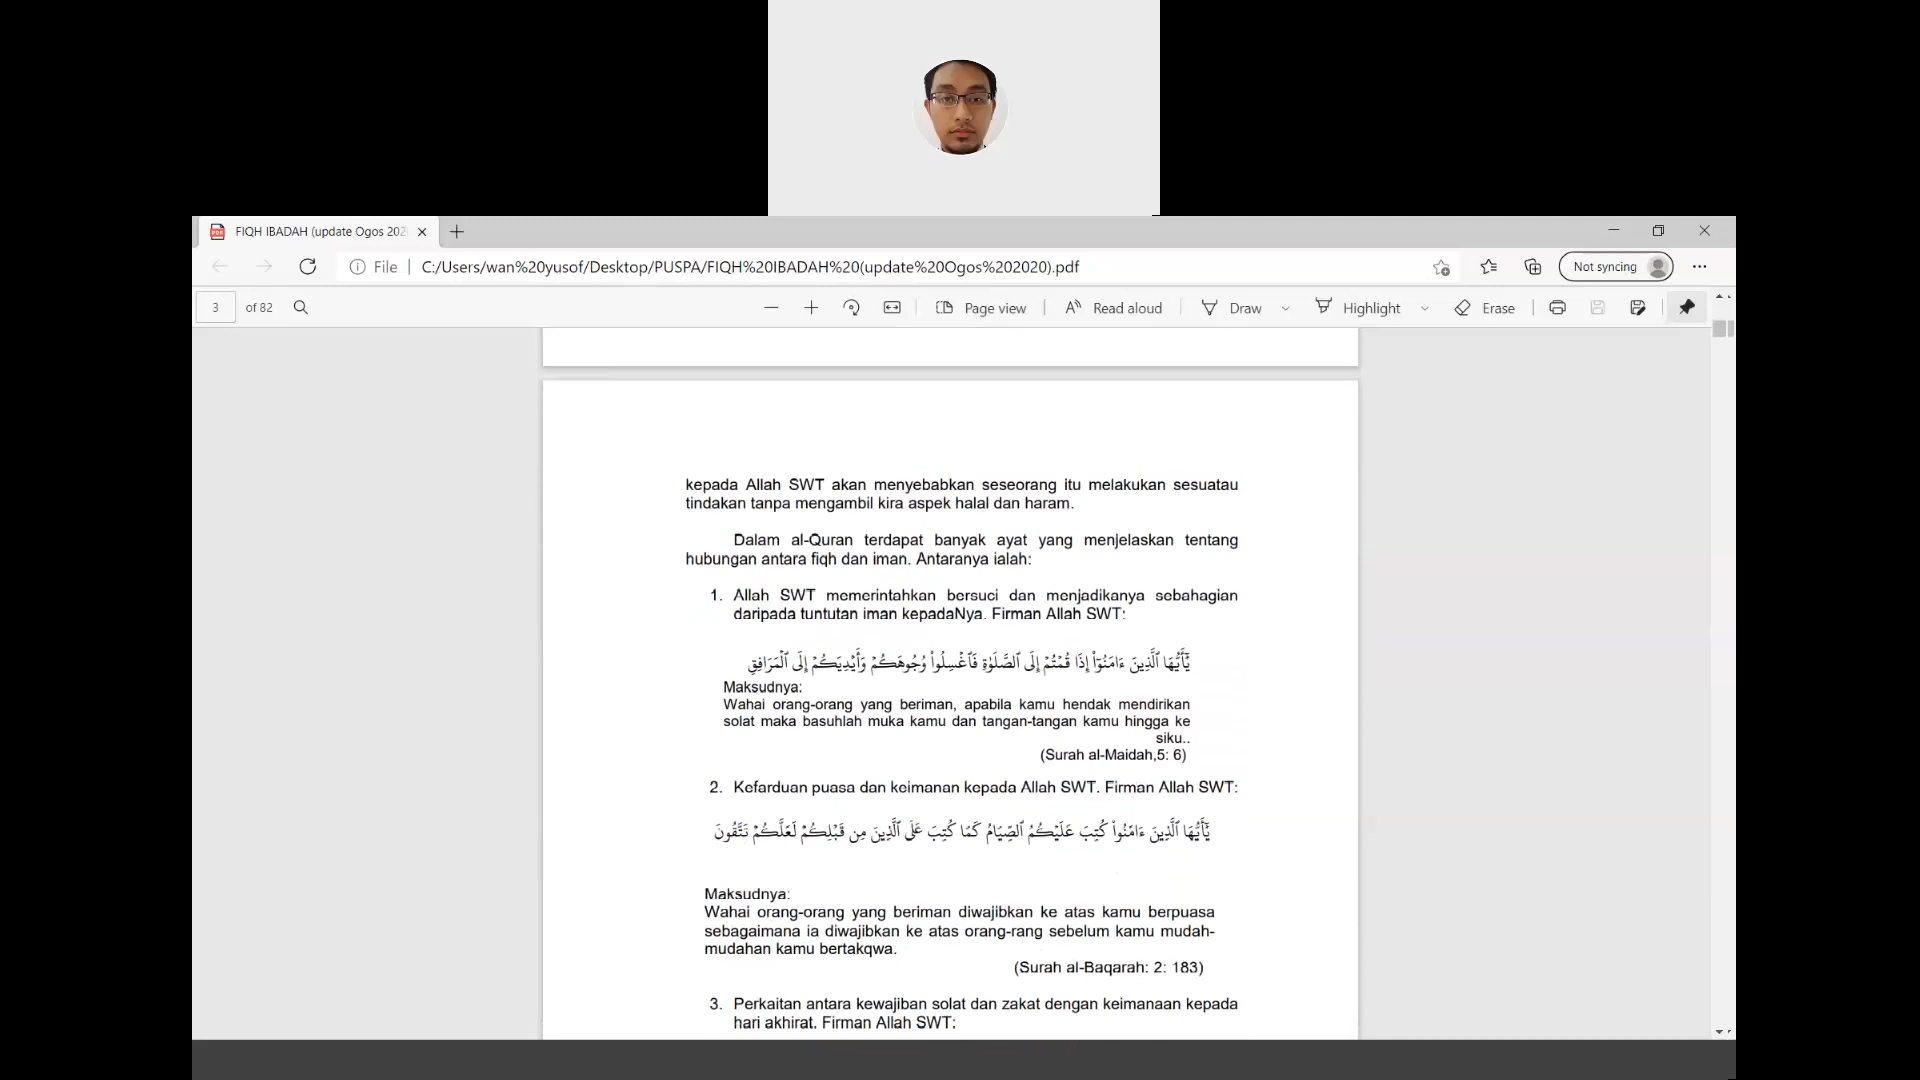 FIQH IBADAH (update Ogos 202
File
C:/Users/wan%20yusof/Desktop/PUSPA/FIQH%20IBADAH%20(update%20Ogos%202020).pdf
Not syncing
3 of 82
Page view
Read aloud
Draw
Highlight
Erase
kepada Allah SWT akan menyebabkan seseorang itu melakukan sesuatau
tindakan tanpa mengambil kira aspek halal dan haram.
Dalam al-Quran terdapat banyak ayat yang menjelaskan tentang
hubungan antara fiqh dan iman. Antaranya ialah:
1. Allah SWT memerintahkan bersuci dan menjadikanya sebahagian
daripada tuntutan iman kepadaNya. Firman Allah SWT:
يَٰٓأَيُّهَا ٱلَّذِينَ ءَامَنُوٓاْ إِذَا قُمۡتُمۡ إِلَى ٱلصَّلَوٰةِ فَٱغۡسِلُواْ وُجُوهَكُمۡ وَأَيۡدِيَكُمۡ إِلَى ٱلۡمَرَافِقِ
Maksudnya:
Wahai orang-orang yang beriman, apabila kamu hendak mendirikan
solat maka basuhlah muka kamu dan tangan-tangan kamu hingga ke
siku..
(Surah al-Maidah,5: 6)
2. Kefarduan puasa dan keimanan kepada Allah SWT. Firman Allah SWT:
يَٰٓأَيُّهَا ٱلَّذِينَ ءَامَنُواْ كُتِبَ عَلَيۡكُمُ ٱلصِّيَامُ كَمَا كُتِبَ عَلَى ٱلَّذِينَ مِن قَبۡلِكُمۡ لَعَلَّكُمۡ تَتَّقُونَ
Maksudnya:
Wahai orang-orang yang beriman diwajibkan ke atas kamu berpuasa
sebagaimana ia diwajibkan ke atas orang-rang sebelum kamu mudah-
mudahan kamu bertakqwa.
(Surah al-Baqarah: 2: 183)
3. Perkaitan antara kewajiban solat dan zakat dengan keimanaan kepada
hari akhirat. Firman Allah SWT: